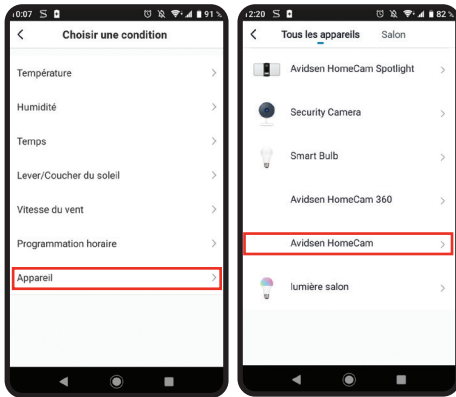 10:07 S 91 %
Choisir une condition
Température
Humidité
Temps
Lever/Coucher du soleil
Vitesse du vent
Programmation horaire
Appareil
12:20 S 82 %
Tous les appareils Salon
Avidsen HomeCam Spotlight
Security Camera
Smart Bulb
Avidsen HomeCam 360
Avidsen HomeCam
lumière salon